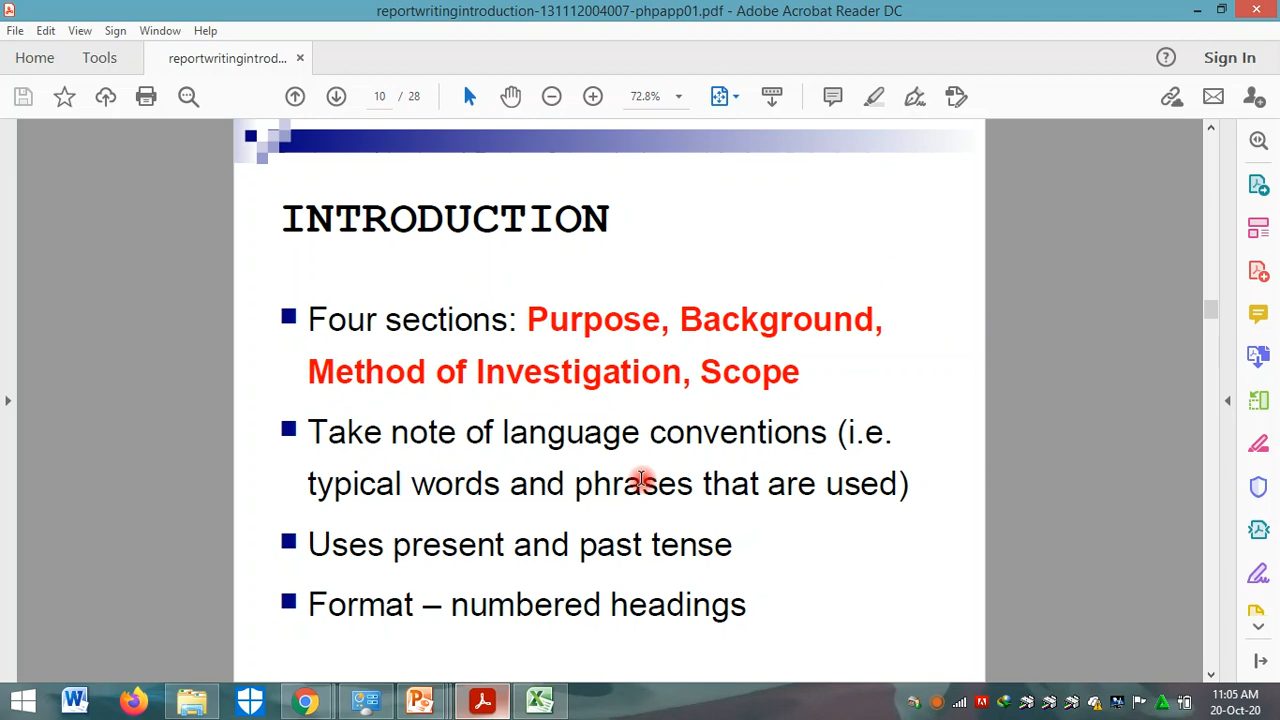 reportwritingintroduction-131112004007-phpapp01.pdf - Adobe Acrobat Reader DC
File Edit View Sign Window Help
Home Tools reportwritingintrod... × Sign In
10 / 28 72.8%
INTRODUCTION
Four sections: Purpose, Background,
Method of Investigation, Scope
Take note of language conventions (i.e.
typical words and phrases that are used)
Uses present and past tense
Format – numbered headings
11:05 AM
20-Oct-20